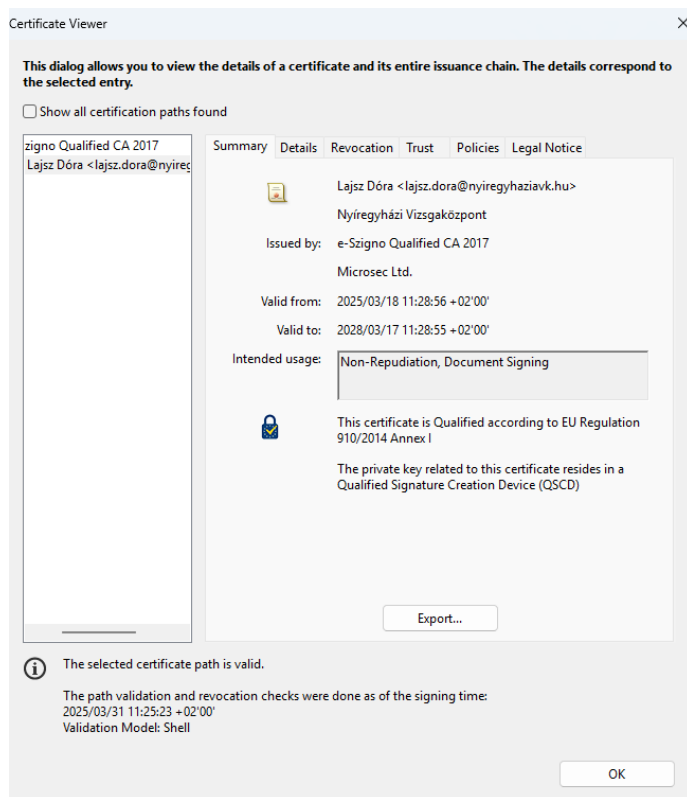 Certificate Viewer
This dialog allows you to view the details of a certificate and its entire issuance chain. The details correspond to
the selected entry.
Show all certification paths found
zigno Qualified CA 2017
Lajsz Dóra <lajsz.dora@nyireg
Summary Details Revocation Trust Policies Legal Notice
Lajsz Dóra <lajsz.dora@nyiregyhaziavk.hu>
Nyíregyházi Vizsgaközpont
Issued by: e-Szigno Qualified CA 2017
Microsec Ltd.
Valid from: 2025/03/18 11:28:56 +02'00'
Valid to: 2028/03/17 11:28:55 +02'00'
Intended usage: Non-Repudiation, Document Signing
This certificate is Qualified according to EU Regulation
910/2014 Annex I
The private key related to this certificate resides in a
Qualified Signature Creation Device (QSCD)
Export...
The selected certificate path is valid.
The path validation and revocation checks were done as of the signing time:
2025/03/31 11:25:23 +02'00'
Validation Model: Shell
OK